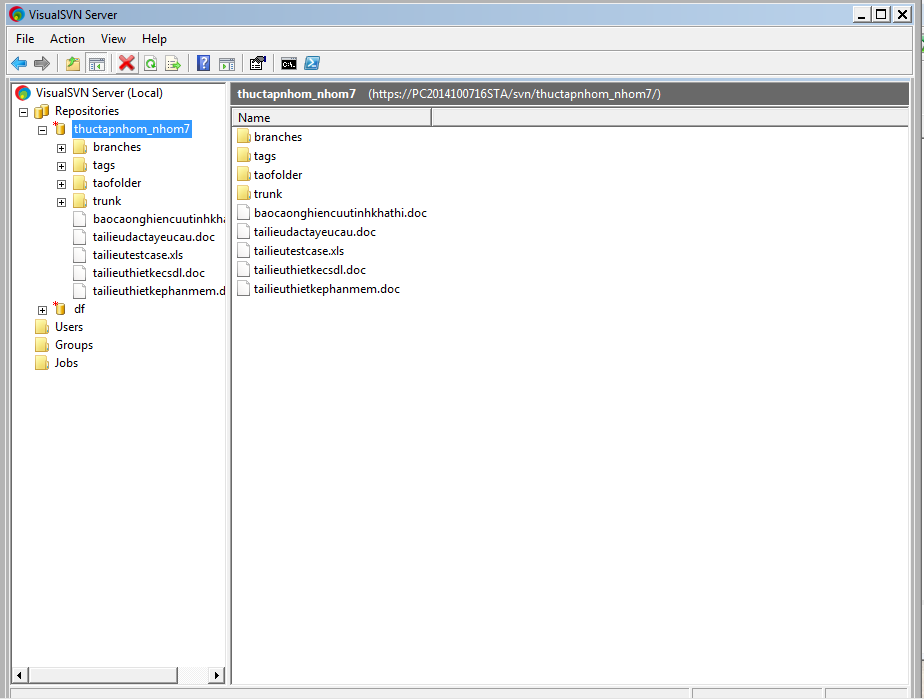 VisualSVN Server
File Action View Help
VisualSVN Server (Local)
Repositories
thuctapnhom_nhom7
branches
tags
taofolder
trunk
baocaonghiencuutinhkha
tailieudactayeucau.doc
tailieutestcase.xls
tailieuthietkecsdl.doc
tailieuthietkephanmem.d
df
Users
Groups
Jobs
thuctapnhom_nhom7 (https://PC2014100716STA/svn/thuctapnhom_nhom7/)
Name
branches
tags
taofolder
trunk
baocaonghiencuutinhkhathi.doc
tailieudactayeucau.doc
tailieutestcase.xls
tailieuthietkecsdl.doc
tailieuthietkephanmem.doc